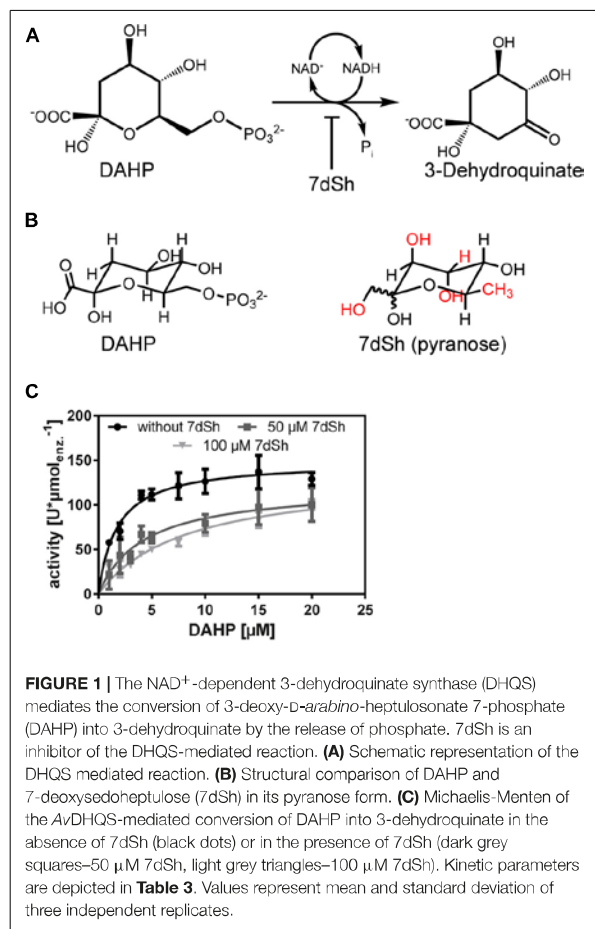 A
OH
OH
NAD⁺ NADH
OH
OH
⁻OOC
HO
O
O
PO₃²⁻
DAHP
7dSh
Pᵢ
⁻OOC
HO
O
3-Dehydroquinate
B
H
H
OH
OH
O
HO
OH
H
O
H
O
PO₃²⁻
DAHP
OH
H
H
H
OH
HO
OH
OH
O
CH₃
H
7dSh (pyranose)
C
without 7dSh 50 µM 7dSh
100 µM 7dSh
activity [U*µmolenz.⁻¹]
200
150
100
50
0
0 5 10 15 20 25
DAHP [µM]
FIGURE 1 | The NAD⁺-dependent 3-dehydroquinate synthase (DHQS)
mediates the conversion of 3-deoxy-D-arabino-heptulosonate 7-phosphate
(DAHP) into 3-dehydroquinate by the release of phosphate. 7dSh is an
inhibitor of the DHQS-mediated reaction. (A) Schematic representation of the
DHQS mediated reaction. (B) Structural comparison of DAHP and
7-deoxysedoheptulose (7dSh) in its pyranose form. (C) Michaelis-Menten of
the AvDHQS-mediated conversion of DAHP into 3-dehydroquinate in the
absence of 7dSh (black dots) or in the presence of 7dSh (dark grey
squares–50 µM 7dSh, light grey triangles–100 µM 7dSh). Kinetic parameters
are depicted in Table 3. Values represent mean and standard deviation of
three independent replicates.